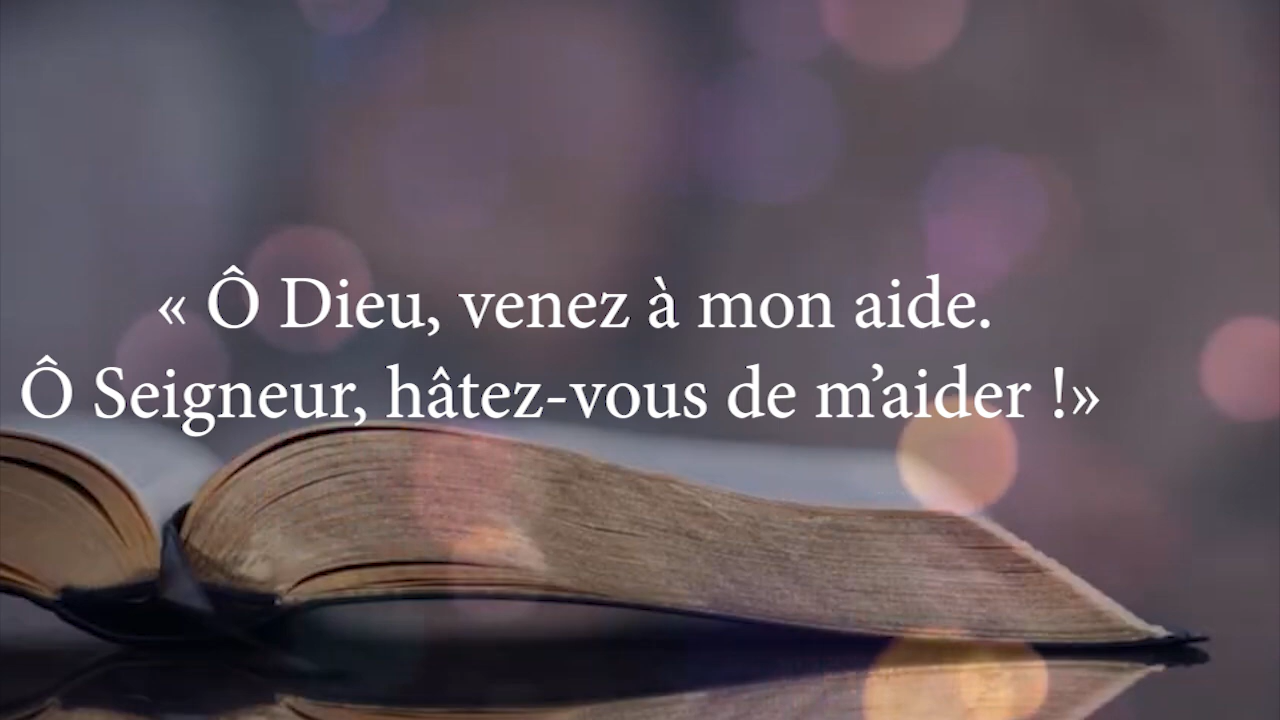 « Ô Dieu, venez à mon aide.
Ô Seigneur, hâtez-vous de m’aider !»